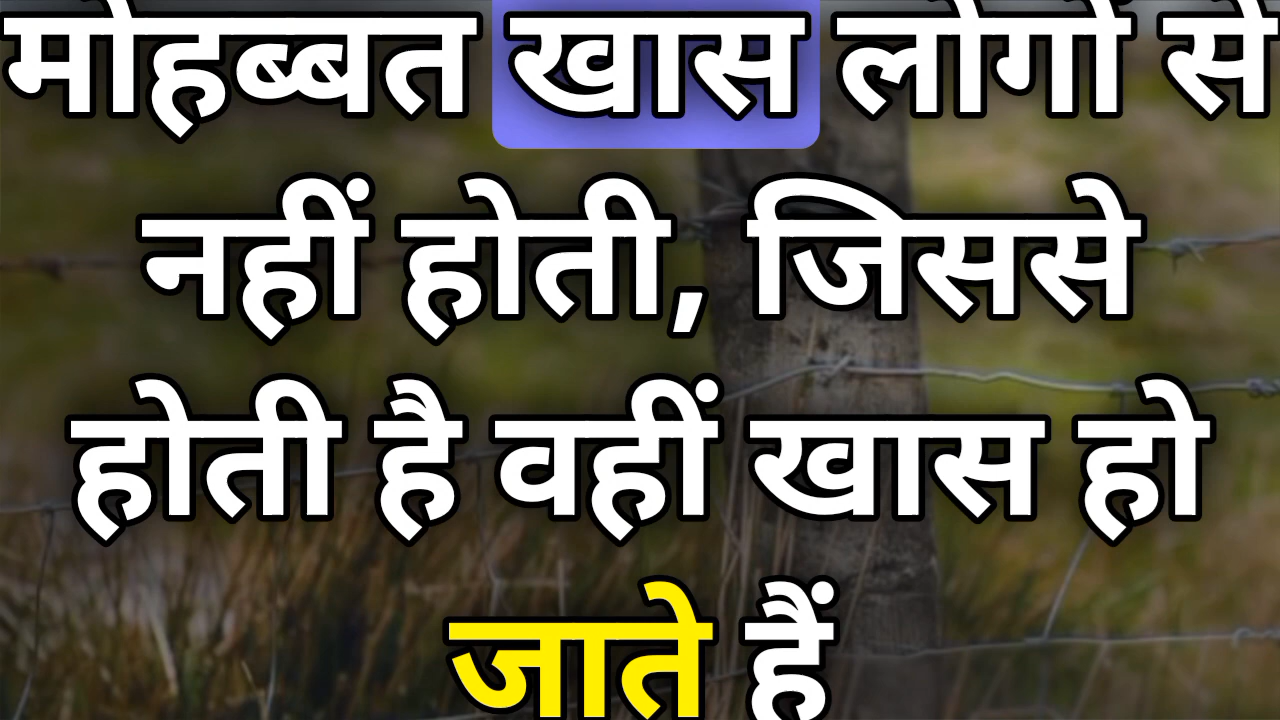 मोहब्बत खास लोगों से
नहीं होती, जिससे
होती है वहीं खास हो
जाते हैं